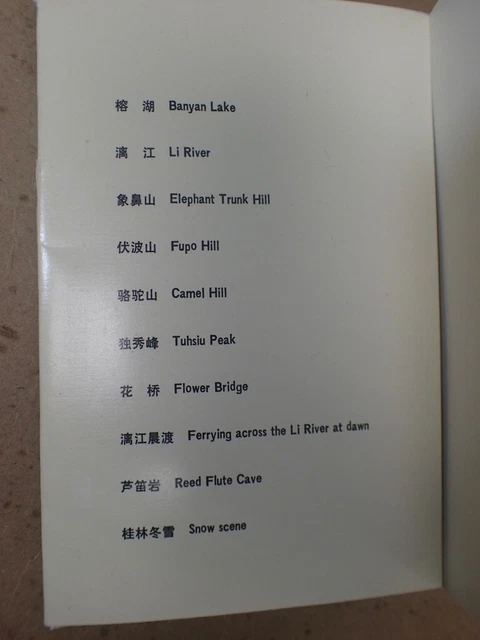 榕 湖 Banyan Lake
漓 江 Li River
象鼻山 Elephant Trunk Hill
伏波山 Fupo Hill
骆驼山 Camel Hill
独秀峰 Tuhsiu Peak
花 桥 Flower Bridge
漓江晨渡 Ferrying across the Li River at dawn
芦笛岩 Reed Flute Cave
桂林冬雪 Snow scene